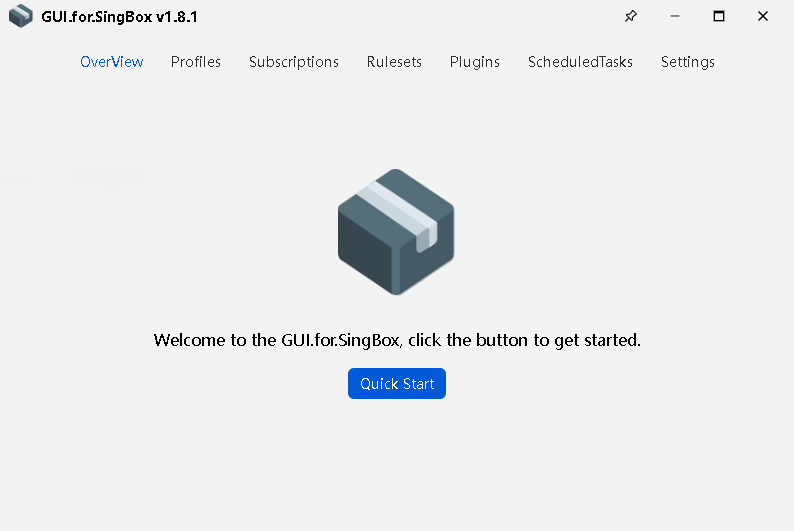 GUI.for.SingBox v1.8.1
OverView Profiles Subscriptions Rulesets Plugins ScheduledTasks Settings
Welcome to the GUI.for.SingBox, click the button to get started.
Quick Start